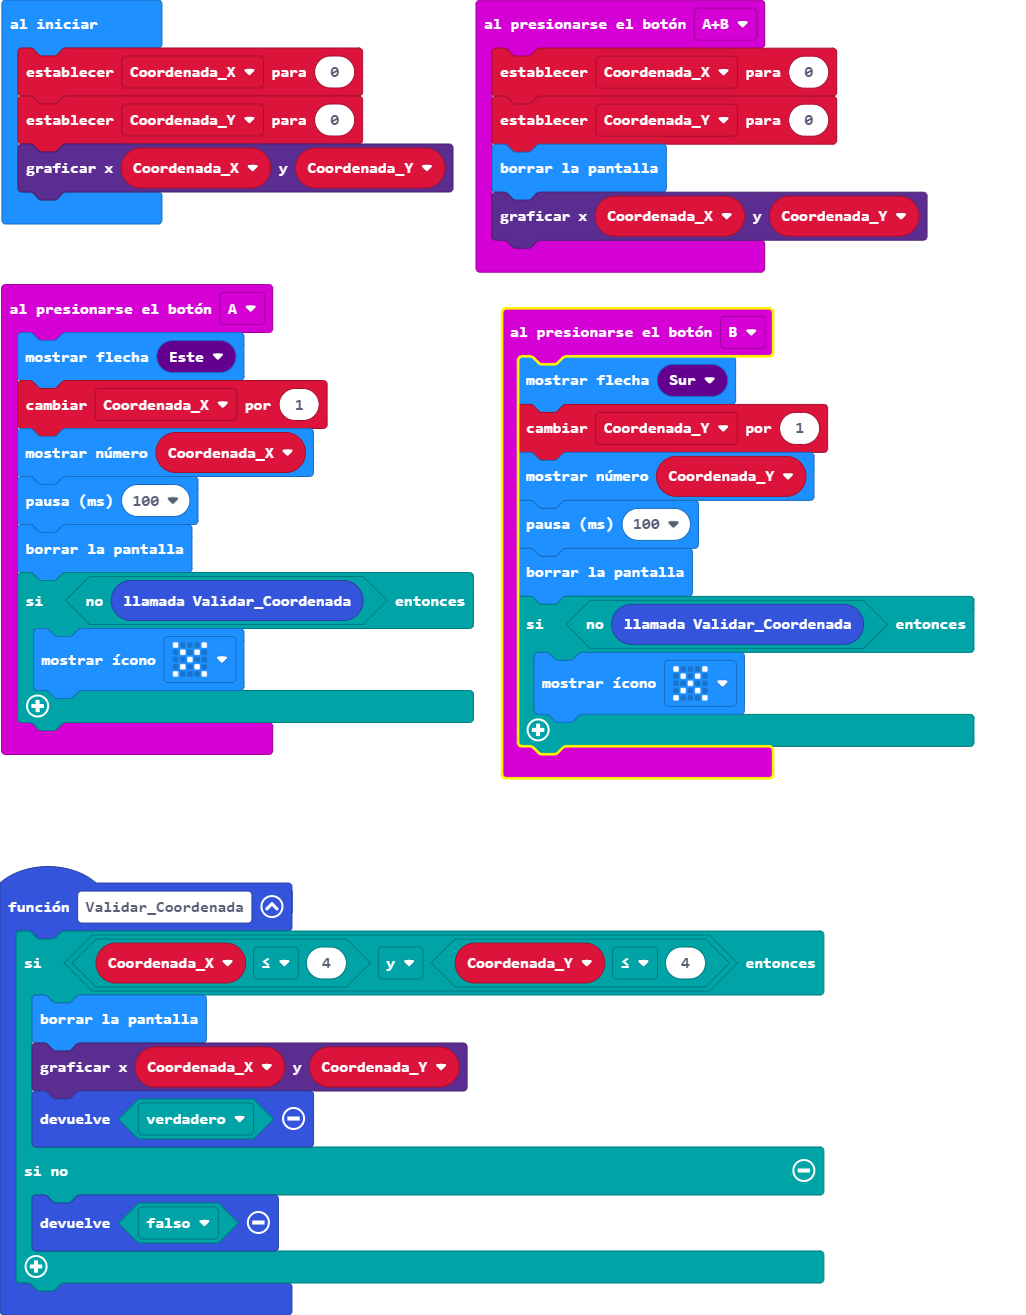 al iniciar
establecer Coordenada_X para 0
establecer Coordenada_Y para 0
graficar x Coordenada_X y Coordenada_Y
al presionarse el botón A+B
establecer Coordenada_X para 0
establecer Coordenada_Y para 0
borrar la pantalla
graficar x Coordenada_X y Coordenada_Y
al presionarse el botón A
mostrar flecha Este
cambiar Coordenada_X por 1
mostrar número Coordenada_X
pausa (ms) 100
borrar la pantalla
si no llamada Validar_Coordenada entonces
mostrar ícono
al presionarse el botón B
mostrar flecha Sur
cambiar Coordenada_Y por 1
mostrar número Coordenada_Y
pausa (ms) 100
borrar la pantalla
si no llamada Validar_Coordenada entonces
mostrar ícono
función Validar_Coordenada
si Coordenada_X ≤ 4 y Coordenada_Y ≤ 4 entonces
borrar la pantalla
graficar x Coordenada_X y Coordenada_Y
devuelve verdadero
si no
devuelve falso